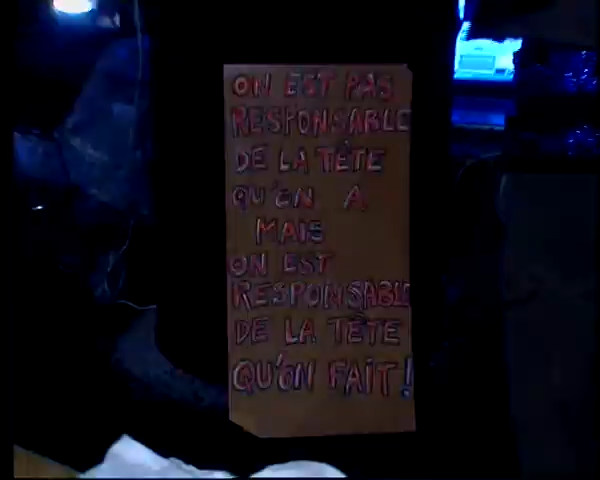 ON EST PAS
RESPONSABLE
DE LA TÊTE
QU'ON A
MAIS
ON EST
RESPONSABLE
DE LA TÊTE
QU'ON FAIT!